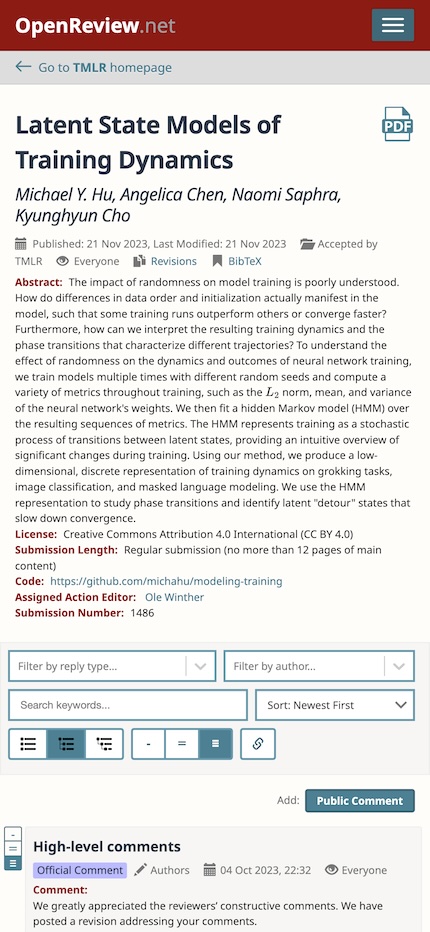 OpenReview.net
← Go to TMLR homepage
Latent State Models of
Training Dynamics
PDF
Michael Y. Hu, Angelica Chen, Naomi Saphra,
Kyunghyun Cho
Published: 21 Nov 2023, Last Modified: 21 Nov 2023 Accepted by
TMLR Everyone Revisions BibTeX
Abstract: The impact of randomness on model training is poorly understood.
How do differences in data order and initialization actually manifest in the
model, such that some training runs outperform others or converge faster?
Furthermore, how can we interpret the resulting training dynamics and the
phase transitions that characterize different trajectories? To understand the
effect of randomness on the dynamics and outcomes of neural network training,
we train models multiple times with different random seeds and compute a
variety of metrics throughout training, such as the L₂ norm, mean, and variance
of the neural network's weights. We then fit a hidden Markov model (HMM) over
the resulting sequences of metrics. The HMM represents training as a stochastic
process of transitions between latent states, providing an intuitive overview of
significant changes during training. Using our method, we produce a low-
dimensional, discrete representation of training dynamics on grokking tasks,
image classification, and masked language modeling. We use the HMM
representation to study phase transitions and identify latent "detour" states that
slow down convergence.
License: Creative Commons Attribution 4.0 International (CC BY 4.0)
Submission Length: Regular submission (no more than 12 pages of main
content)
Code: https://github.com/michahu/modeling-training
Assigned Action Editor: Ole Winther
Submission Number: 1486
Filter by reply type... Filter by author...
Search keywords... Sort: Newest First
- = ≡
Add: Public Comment
-
=
≡
High-level comments
Official Comment Authors 04 Oct 2023, 22:32 Everyone
Comment:
We greatly appreciated the reviewers' constructive comments. We have
posted a revision addressing your comments.